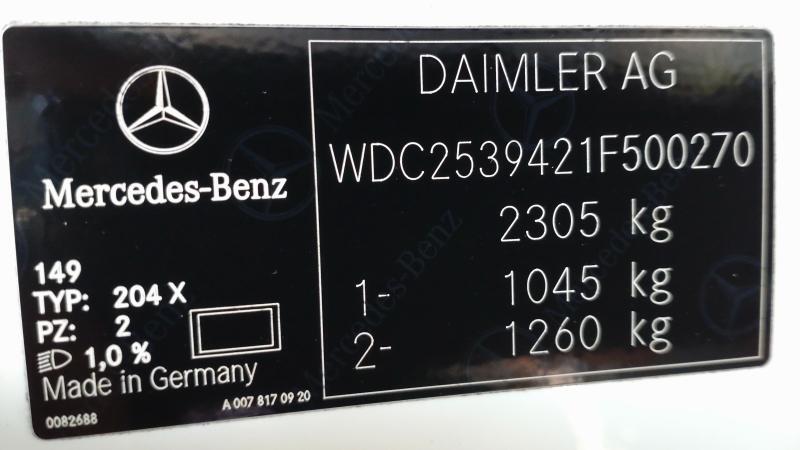 Mercedes-Benz
149
TYP: 204 X
PZ: 2
1,0 %
Made in Germany
0082688
A 007 817 09 20
DAIMLER AG
WDC2539421F500270
2305 kg
1- 1045 kg
2- 1260 kg